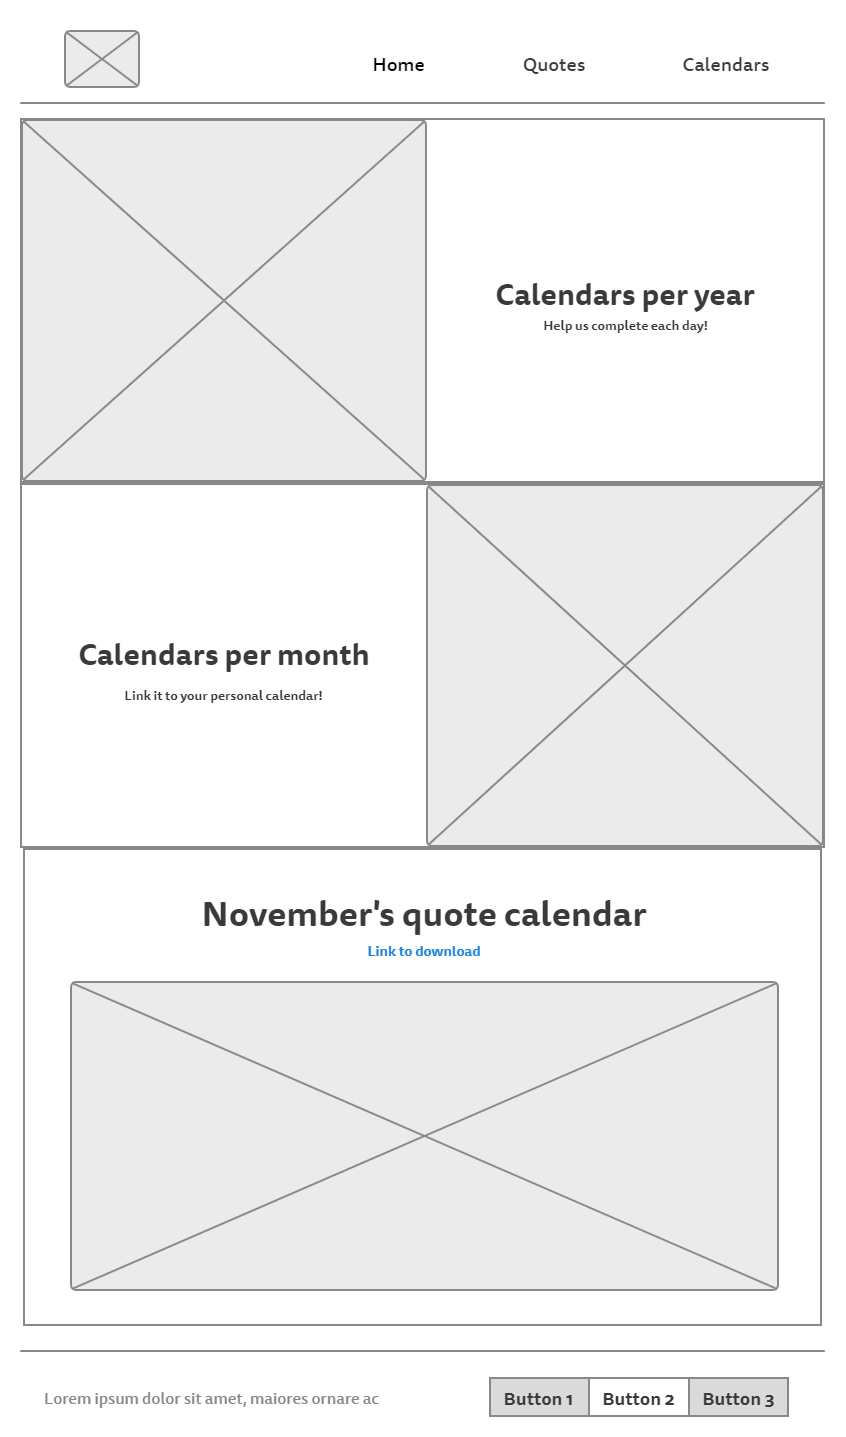 Home
Quotes
Calendars
Calendars per year
Help us complete each day!
Calendars per month
Link it to your personal calendar!
November's quote calendar
Link to download
Lorem ipsum dolor sit amet, maiores ornare ac
Button 1
Button 2
Button 3